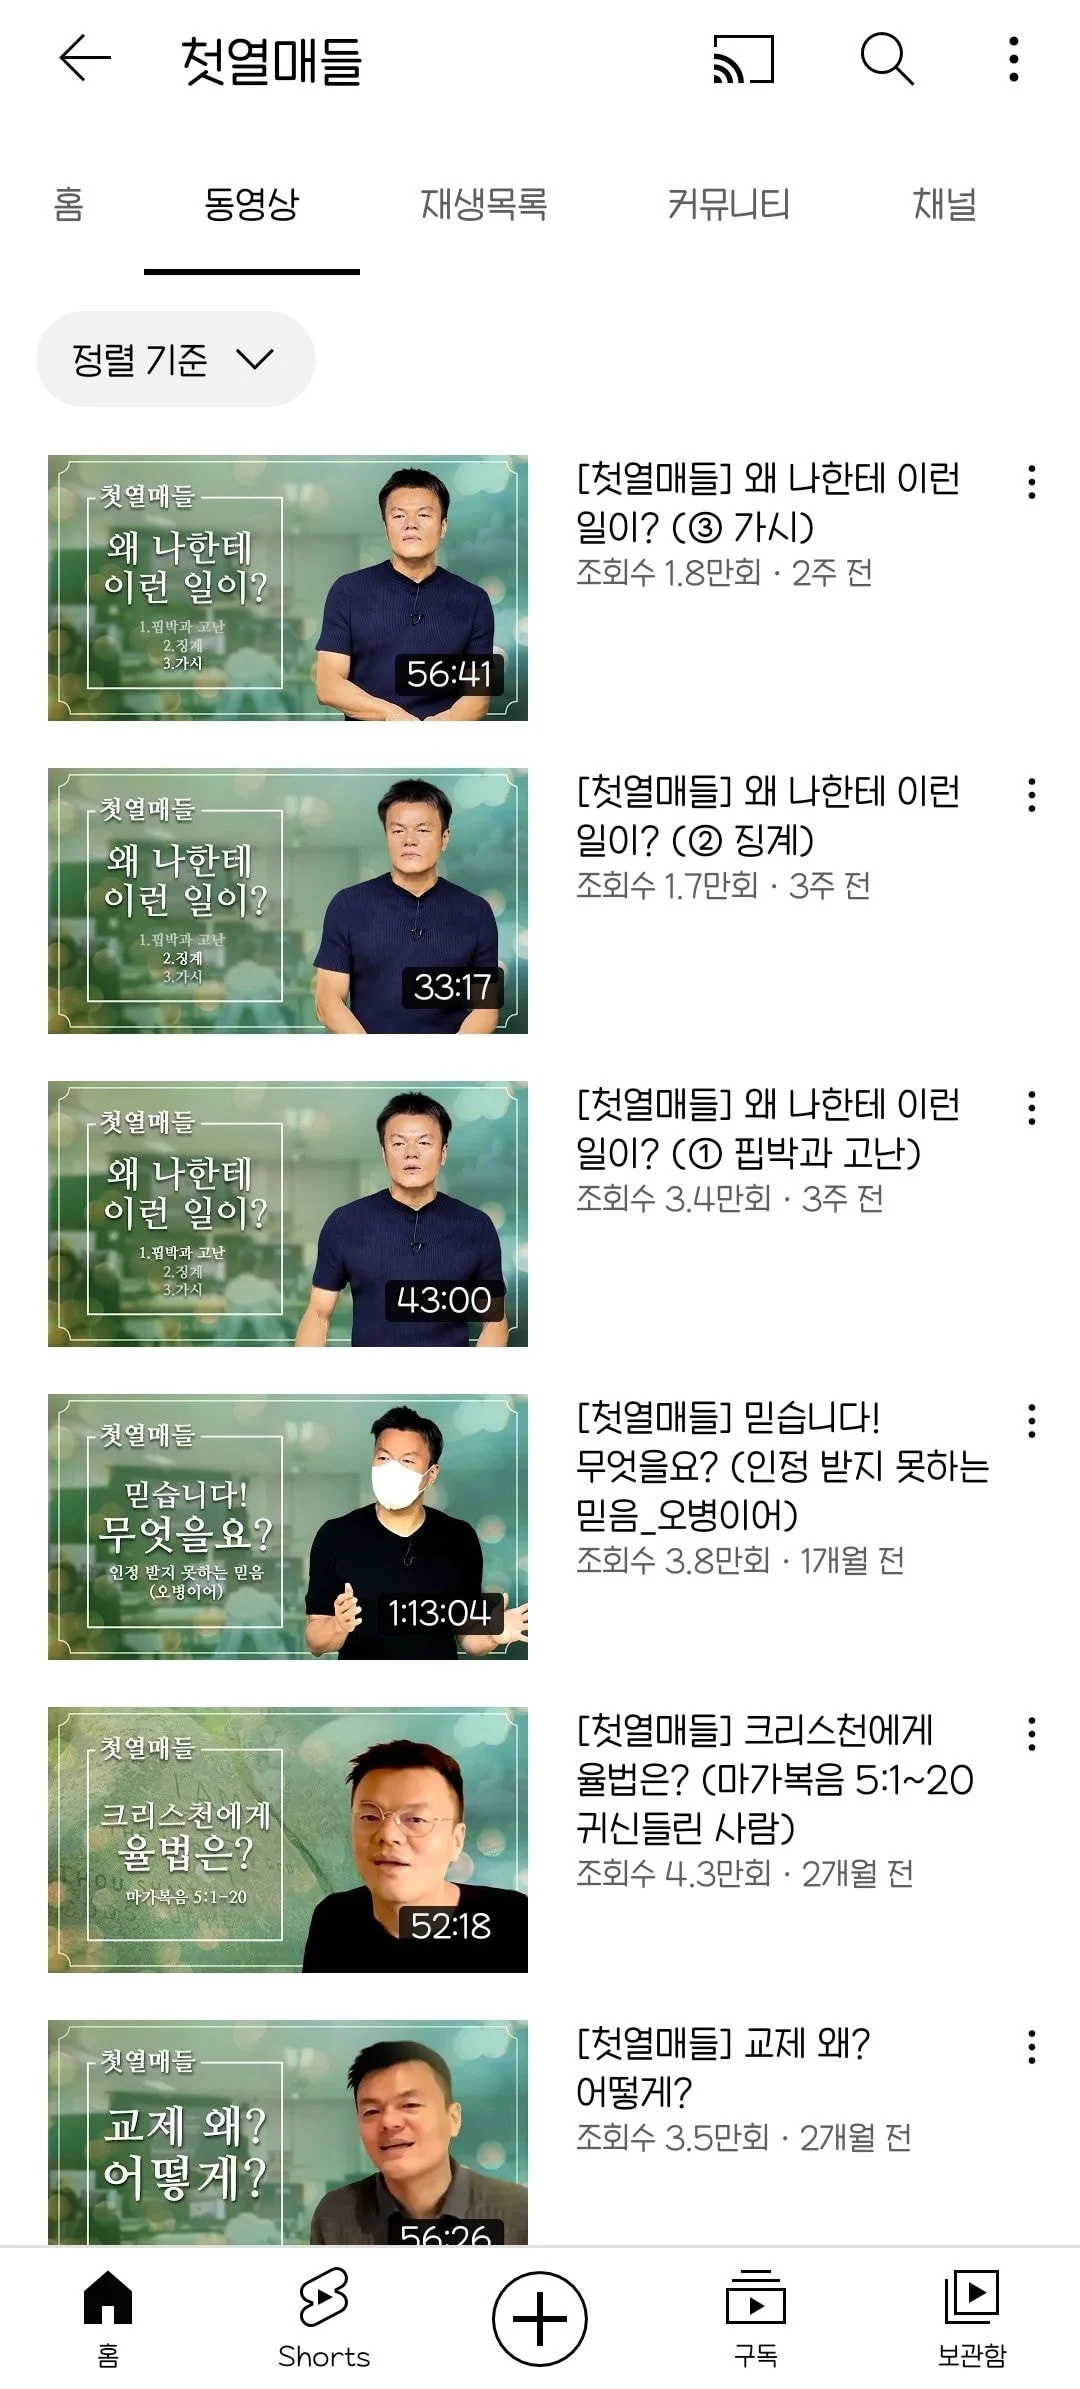 첫열매들
홈 동영상 재생목록 커뮤니티 채널
정렬 기준
첫열매들
왜 나한테
이런 일이?
1.핍박과 고난
2.징계
3.가시
56:41
[첫열매들] 왜 나한테 이런
일이? (③ 가시)
조회수 1.8만회 · 2주 전
첫열매들
왜 나한테
이런 일이?
1.핍박과 고난
2.징계
3.가시
33:17
[첫열매들] 왜 나한테 이런
일이? (② 징계)
조회수 1.7만회 · 3주 전
첫열매들
왜 나한테
이런 일이?
1.핍박과 고난
2.징계
3.가시
43:00
[첫열매들] 왜 나한테 이런
일이? (① 핍박과 고난)
조회수 3.4만회 · 3주 전
첫열매들
믿습니다!
무엇을요?
인정 받지 못하는 믿음
(오병이어)
1:13:04
[첫열매들] 믿습니다!
무엇을요? (인정 받지 못하는
믿음_오병이어)
조회수 3.8만회 · 1개월 전
첫열매들
크리스천에게
율법은?
마가복음 5:1-20
52:18
[첫열매들] 크리스천에게
율법은? (마가복음 5:1~20
귀신들린 사람)
조회수 4.3만회 · 2개월 전
첫열매들
교제 왜?
어떻게?
56:26
[첫열매들] 교제 왜?
어떻게?
조회수 3.5만회 · 2개월 전
홈 Shorts 구독 보관함